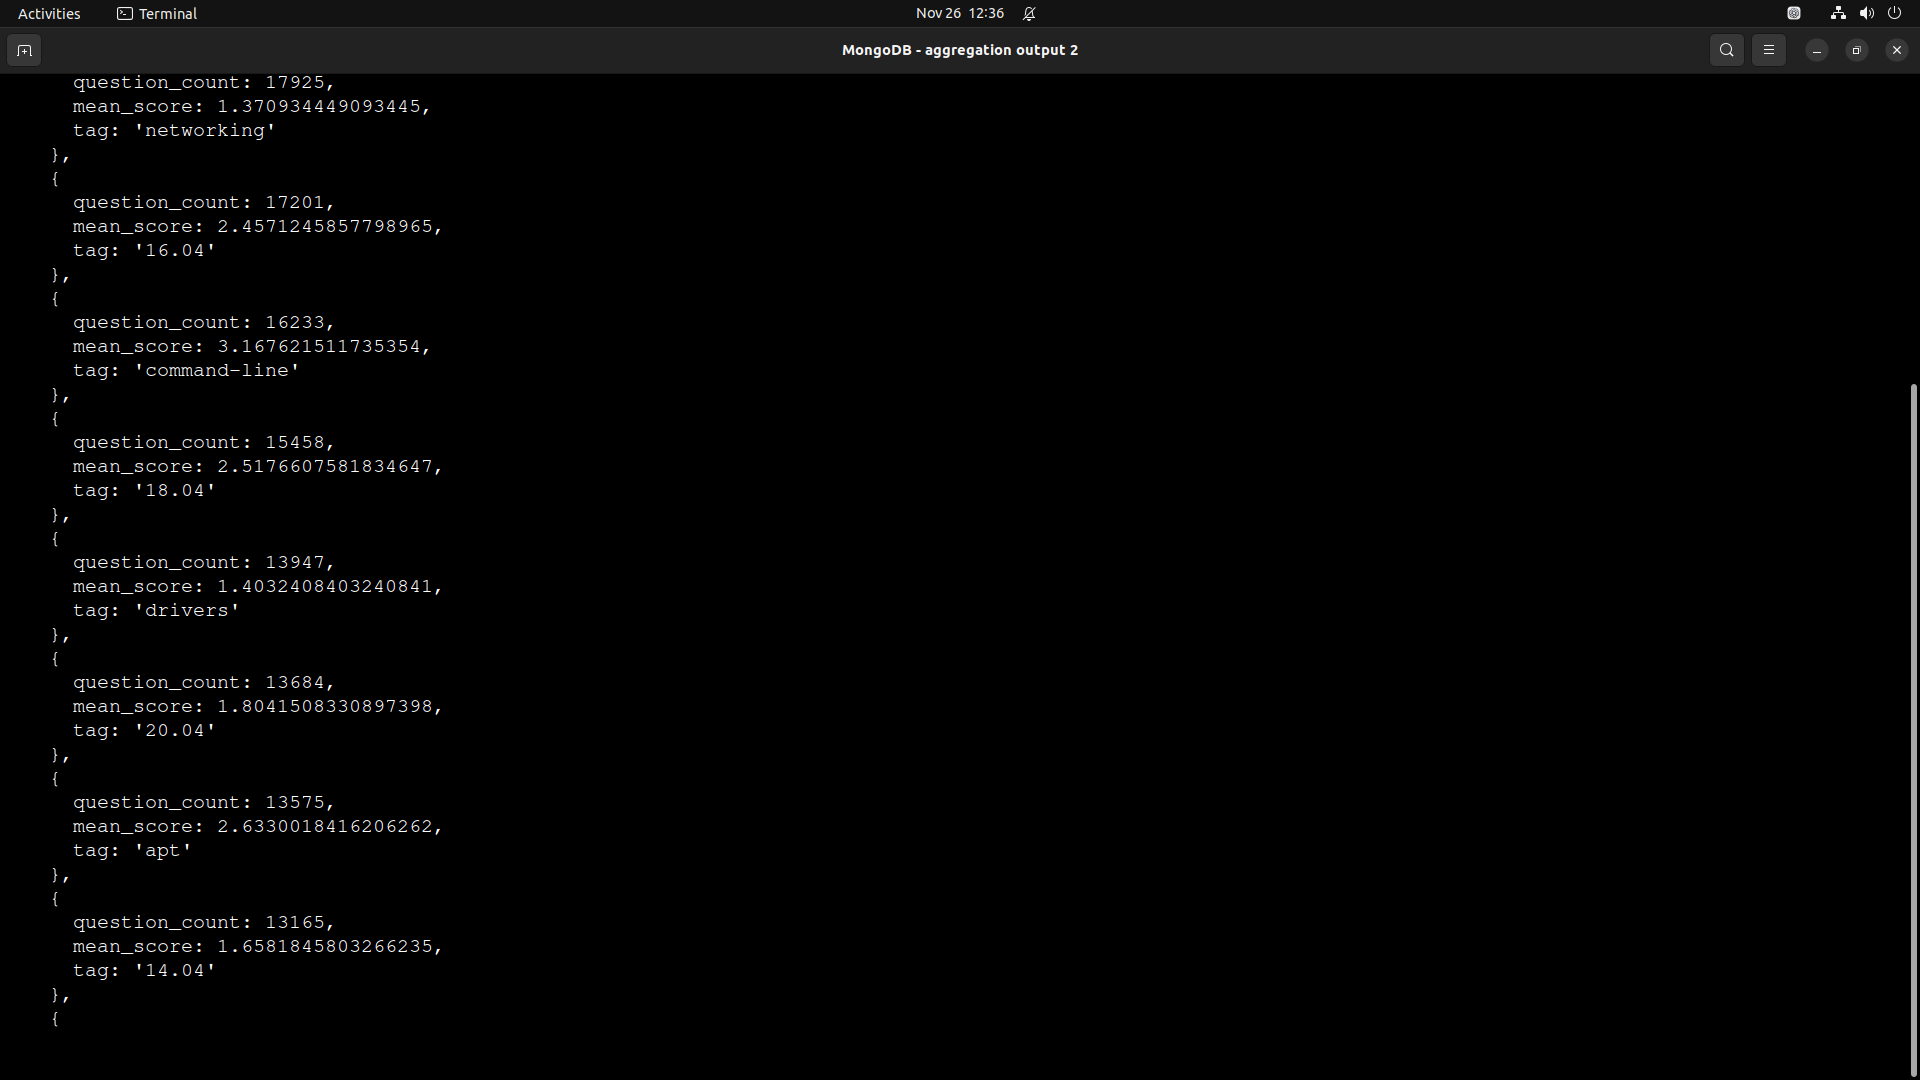 Activities Terminal Nov 26 12:36
MongoDB - aggregation output 2
question_count: 17925,
mean_score: 1.370934449093445,
tag: 'networking'
},
{
question_count: 17201,
mean_score: 2.4571245857798965,
tag: '16.04'
},
{
question_count: 16233,
mean_score: 3.167621511735354,
tag: 'command-line'
},
{
question_count: 15458,
mean_score: 2.5176607581834647,
tag: '18.04'
},
{
question_count: 13947,
mean_score: 1.4032408403240841,
tag: 'drivers'
},
{
question_count: 13684,
mean_score: 1.8041508330897398,
tag: '20.04'
},
{
question_count: 13575,
mean_score: 2.6330018416206262,
tag: 'apt'
},
{
question_count: 13165,
mean_score: 1.6581845803266235,
tag: '14.04'
},
{